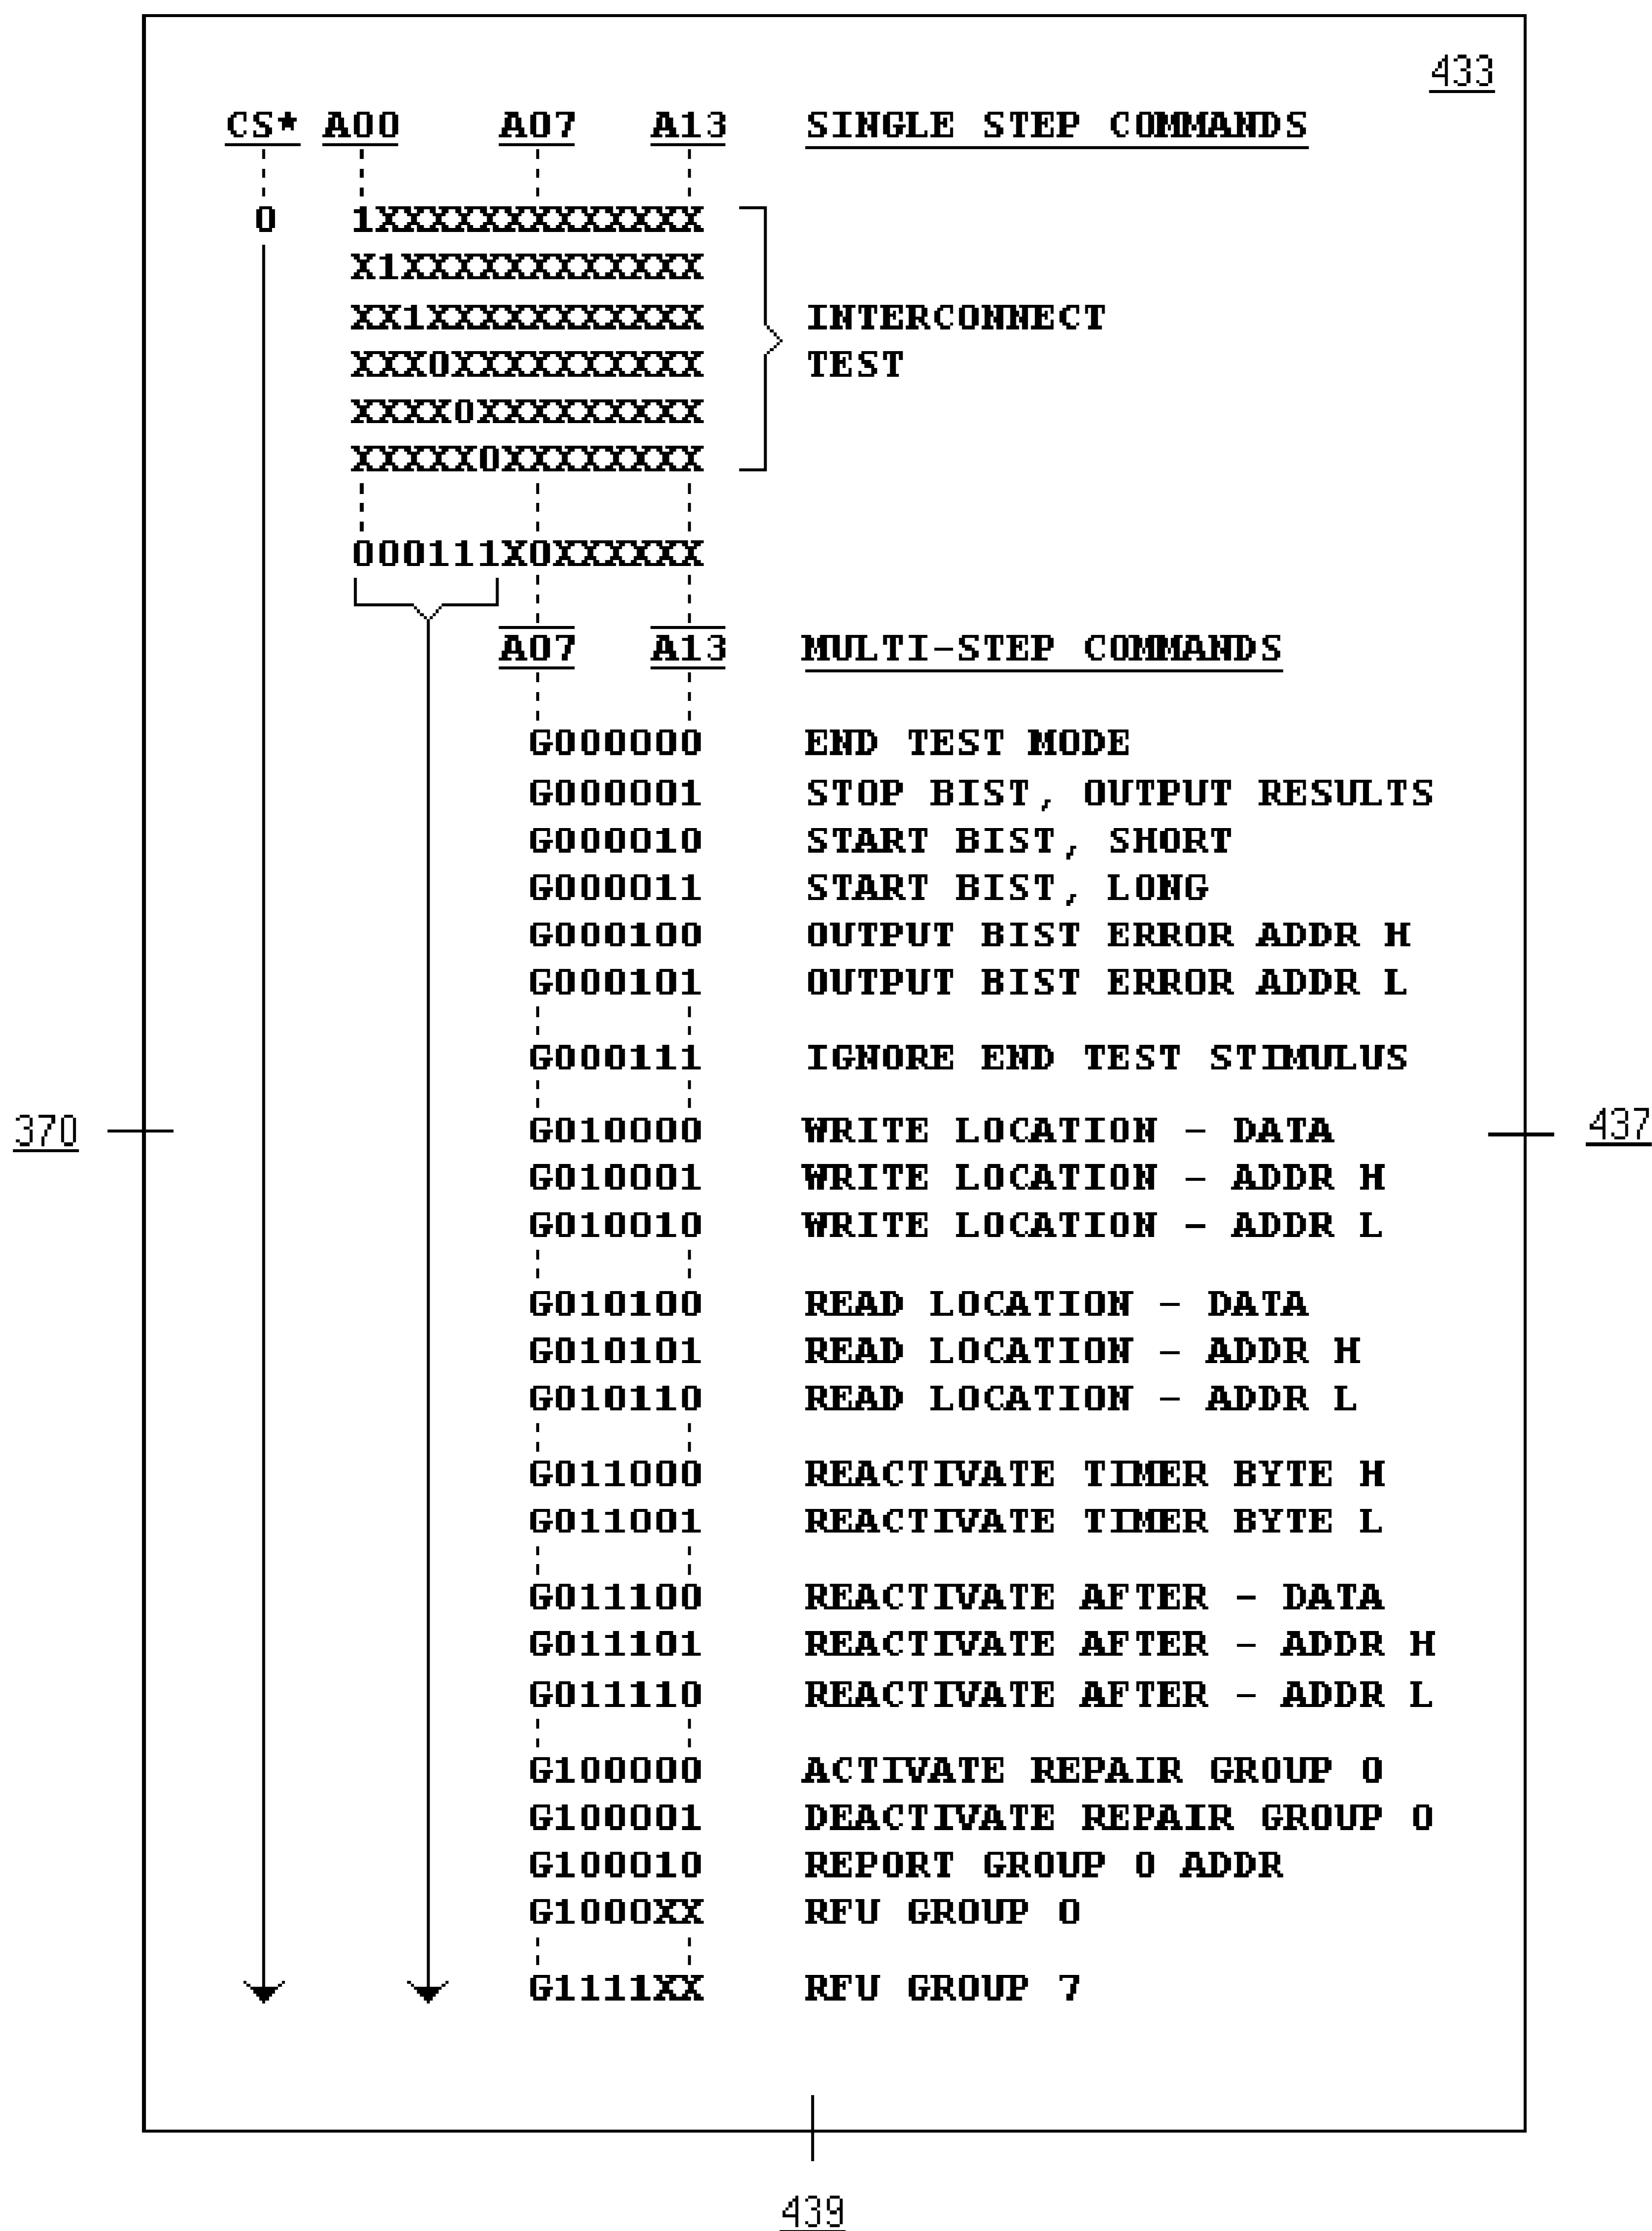 433
CS* A00 A07 A13 SINGLE STEP COMMANDS
0 1XXXXXXXXXXXXX
X1XXXXXXXXXXXX
XX1XXXXXXXXXXX INTERCONNECT
XXX0XXXXXXXXXX TEST
XXXX0XXXXXXXXX
XXXXX0XXXXXXXX
000111X0XXXXXX
A07 A13 MULTI-STEP COMMANDS
G000000 END TEST MODE
G000001 STOP BIST, OUTPUT RESULTS
G000010 START BIST, SHORT
G000011 START BIST, LONG
G000100 OUTPUT BIST ERROR ADDR H
G000101 OUTPUT BIST ERROR ADDR L
G000111 IGNORE END TEST STIMULUS
370
G010000 WRITE LOCATION - DATA
437
G010001 WRITE LOCATION - ADDR H
G010010 WRITE LOCATION - ADDR L
G010100 READ LOCATION - DATA
G010101 READ LOCATION - ADDR H
G010110 READ LOCATION - ADDR L
G011000 REACTIVATE TIMER BYTE H
G011001 REACTIVATE TIMER BYTE L
G011100 REACTIVATE AFTER - DATA
G011101 REACTIVATE AFTER - ADDR H
G011110 REACTIVATE AFTER - ADDR L
G100000 ACTIVATE REPAIR GROUP 0
G100001 DEACTIVATE REPAIR GROUP 0
G100010 REPORT GROUP 0 ADDR
G1000XX RFU GROUP 0
G1111XX RFU GROUP 7
439